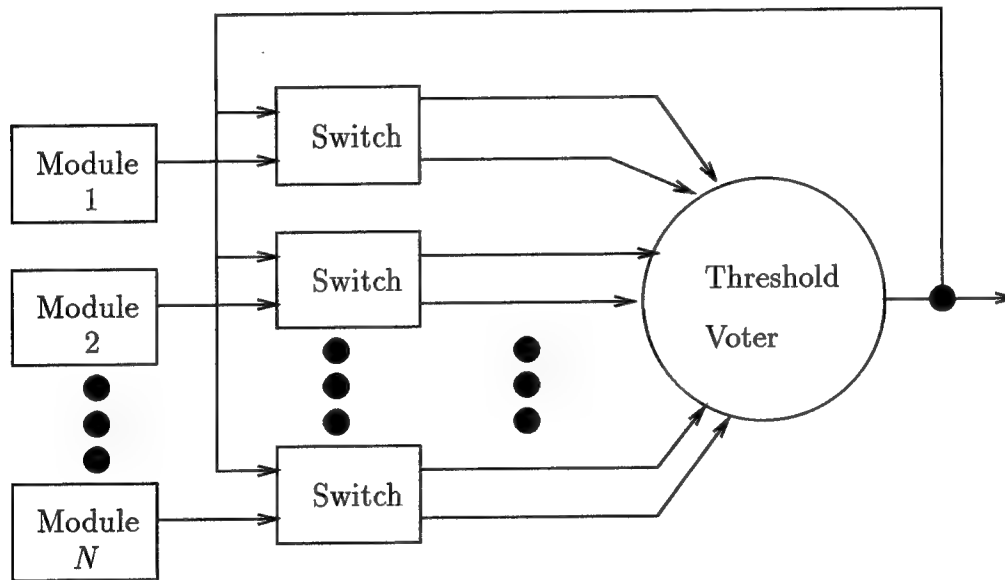 Module
1
Switch
Module
2
Switch
Threshold
Voter
Module
N
Switch